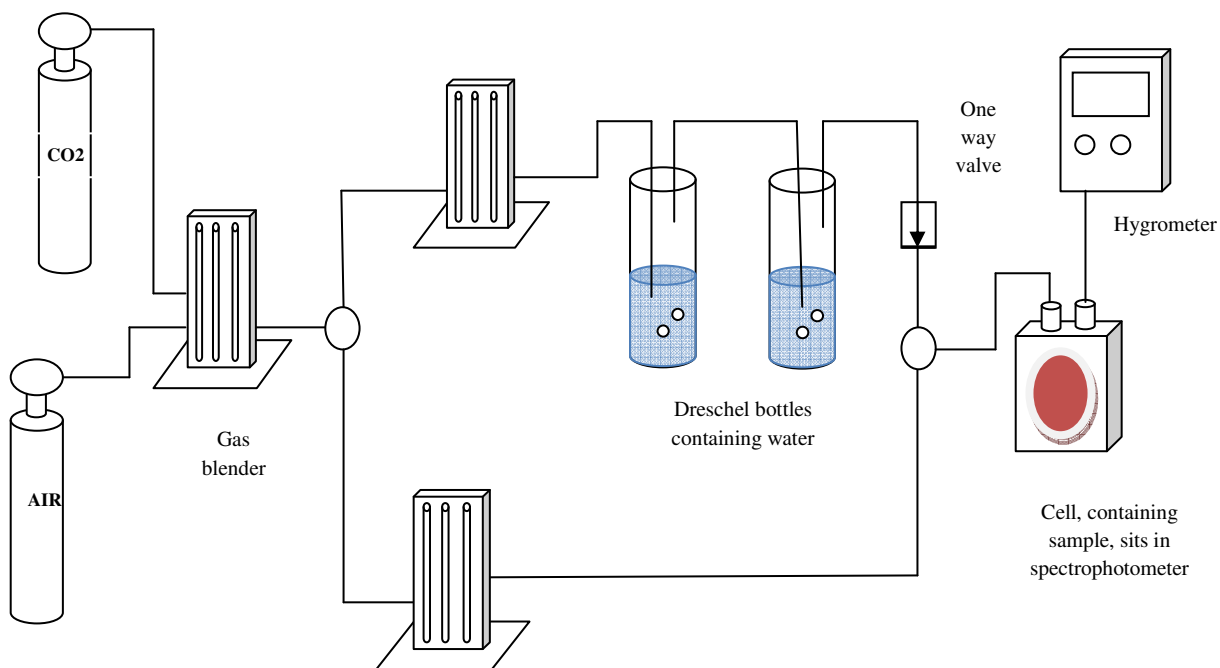 CO2
AIR
Gas
blender
Dreschel bottles
containing water
One
way
valve
Hygrometer
Cell, containing
sample, sits in
spectrophotometer